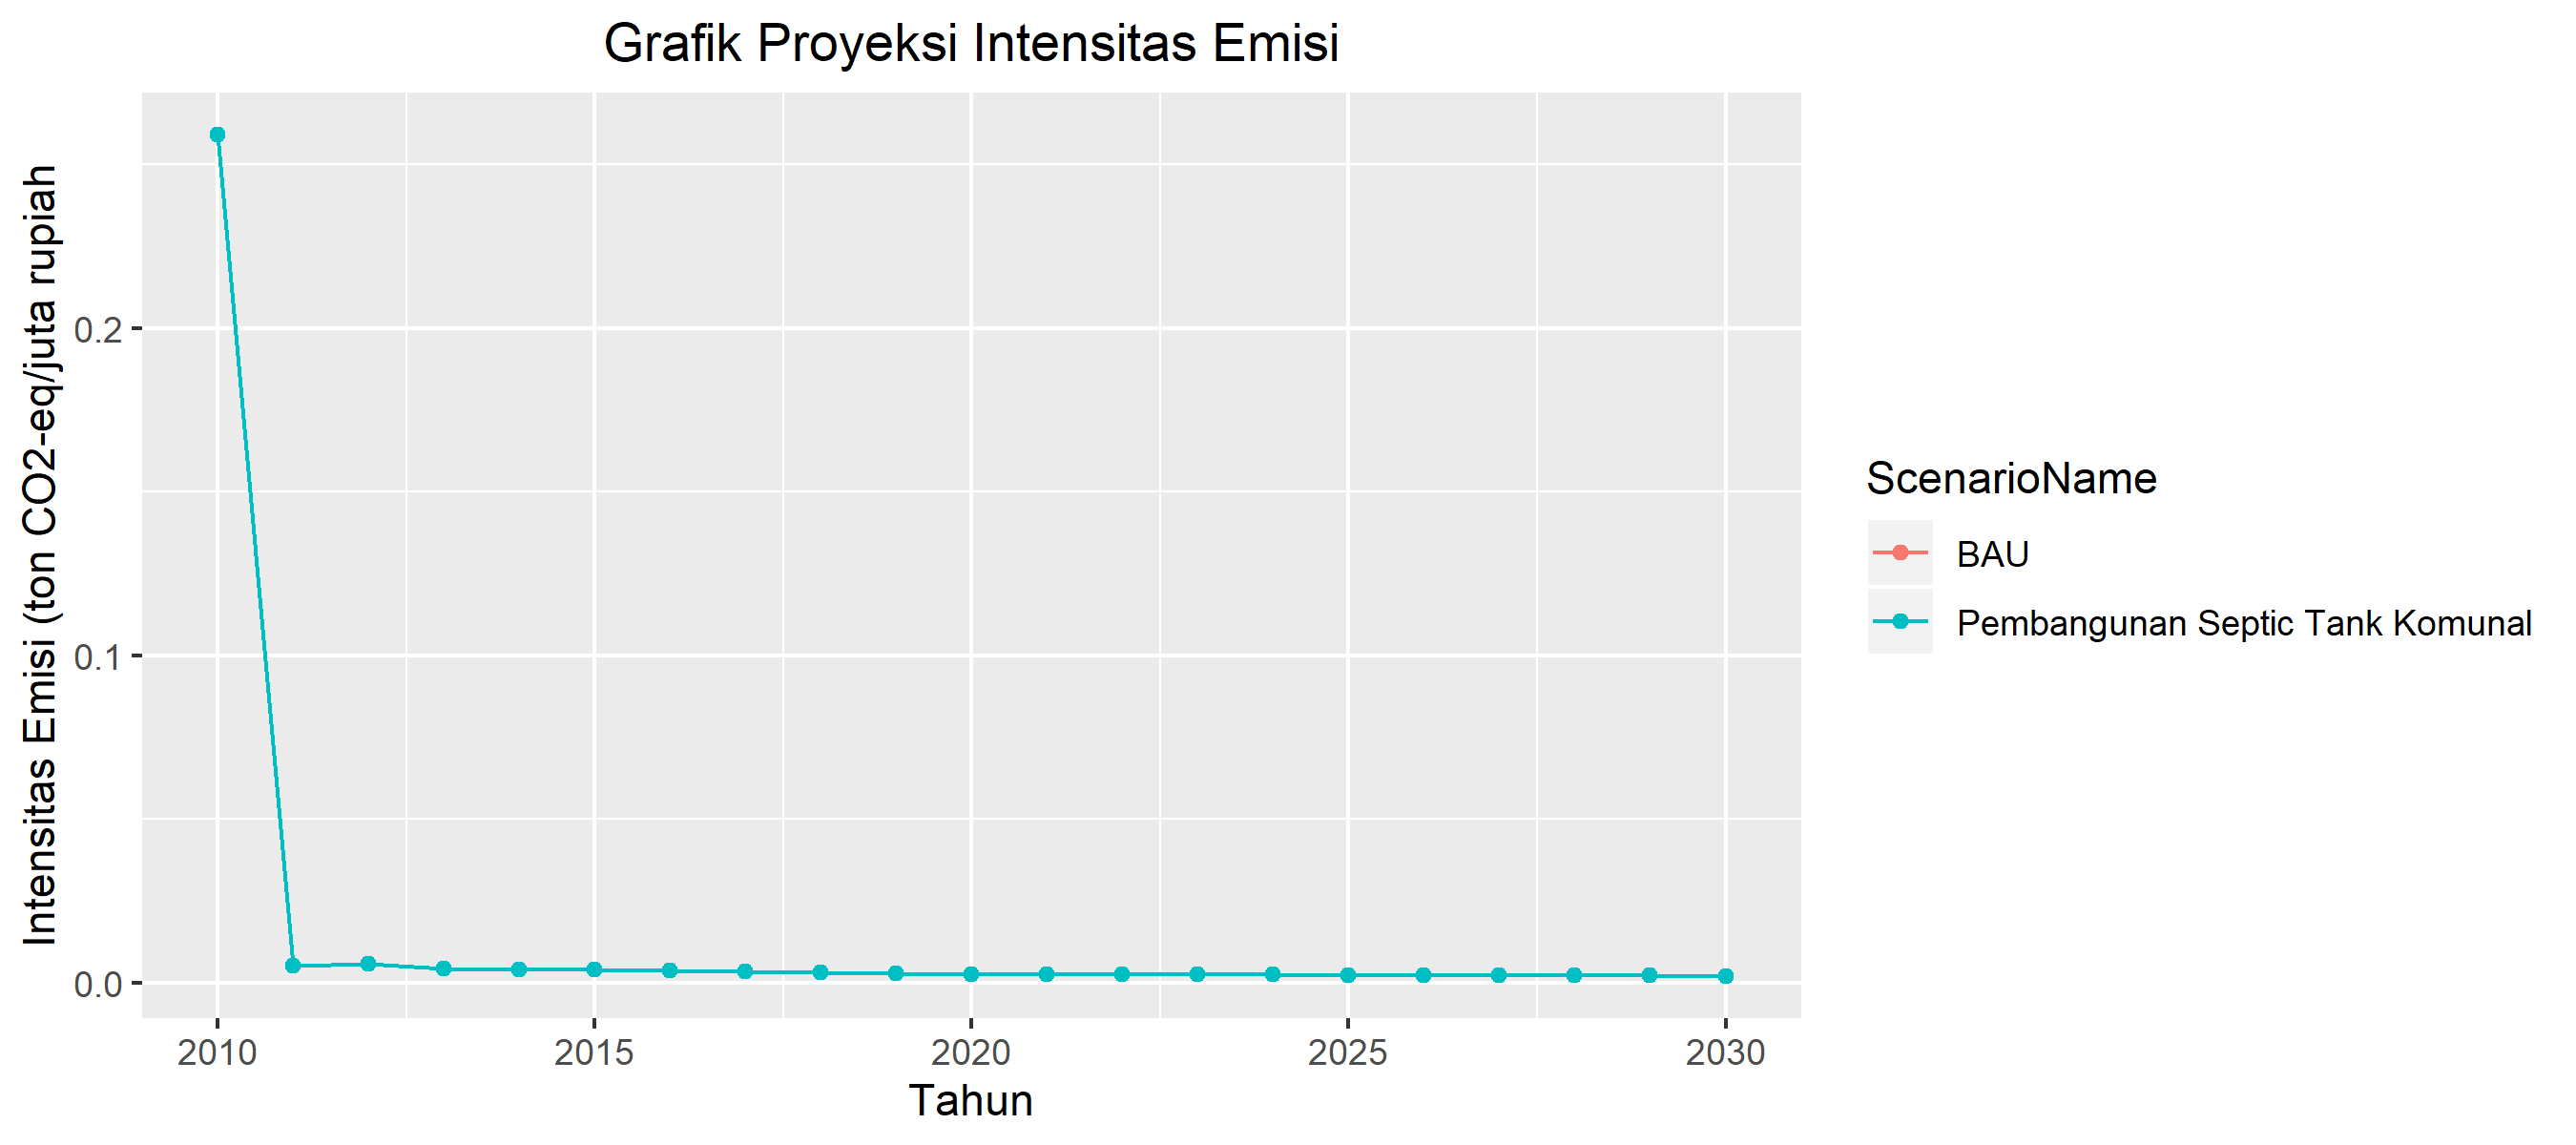 Grafik Proyeksi Intensitas Emisi
Intensitas Emisi (ton CO2-eq/juta rupiah
0.2
0.1
0.0
2010 2015 2020 2025 2030
Tahun
ScenarioName
BAU
Pembangunan Septic Tank Komunal